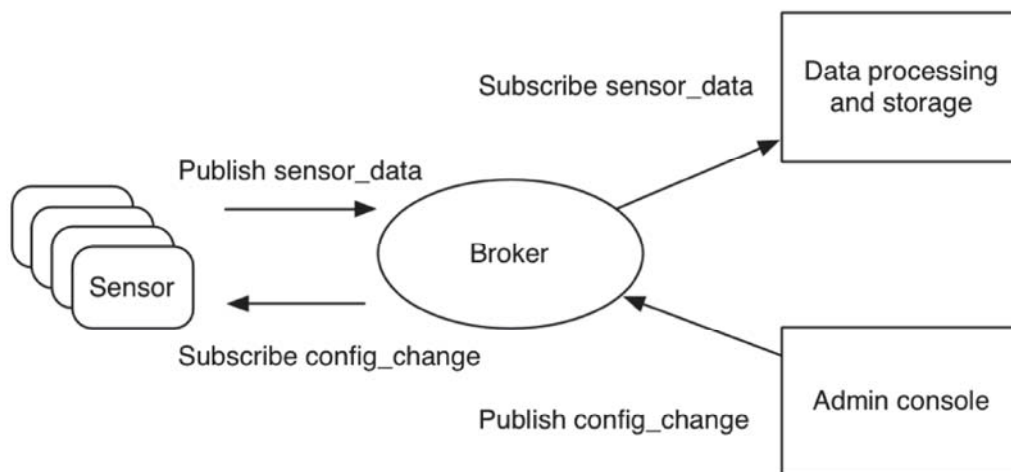 Data processing
and storage
Subscribe sensor_data
Publish sensor_data
Broker
Sensor
Subscribe config_change
Admin console
Publish config_change